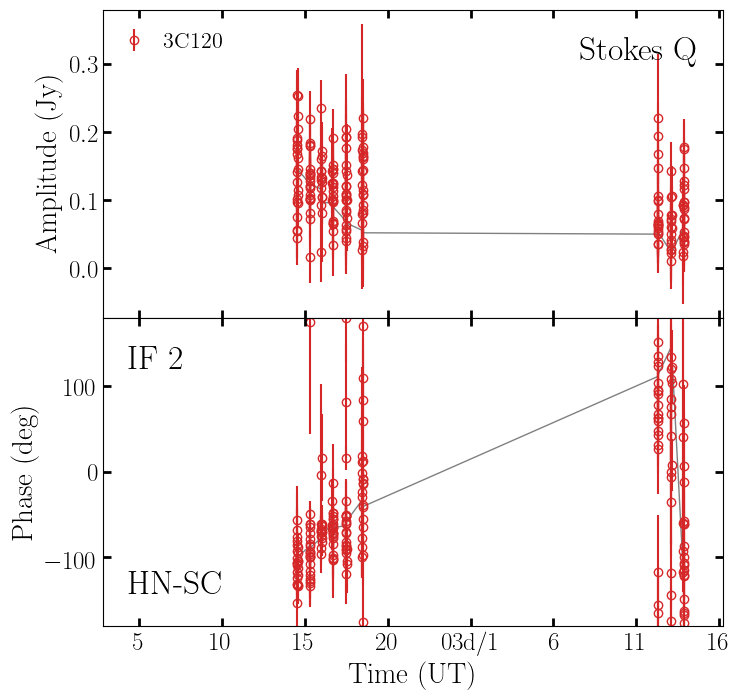 3C120
Stokes Q
Amplitude (Jy)
0.3
0.2
0.1
0.0
IF 2
HN-SC
Phase (deg)
100
0
−100
5 10 15 20 03d/1 6 11 16
Time (UT)